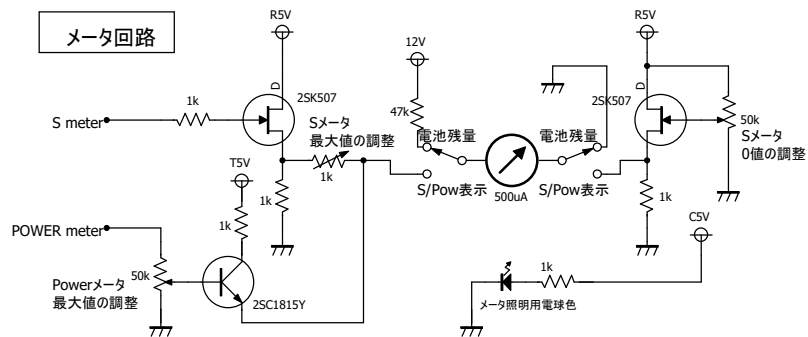 メータ回路
R5V
D
2SK507
1k
S meter
Sメータ
最大値の調整
1k
1k
T5V
1k
POWER meter
50k
Powerメータ
最大値の調整
2SC1815Y
12V
47k
電池残量
S/Pow表示
500uA
電池残量
S/Pow表示
R5V
D
2SK507
50k
Sメータ
0値の調整
1k
C5V
1k
メータ照明用電球色